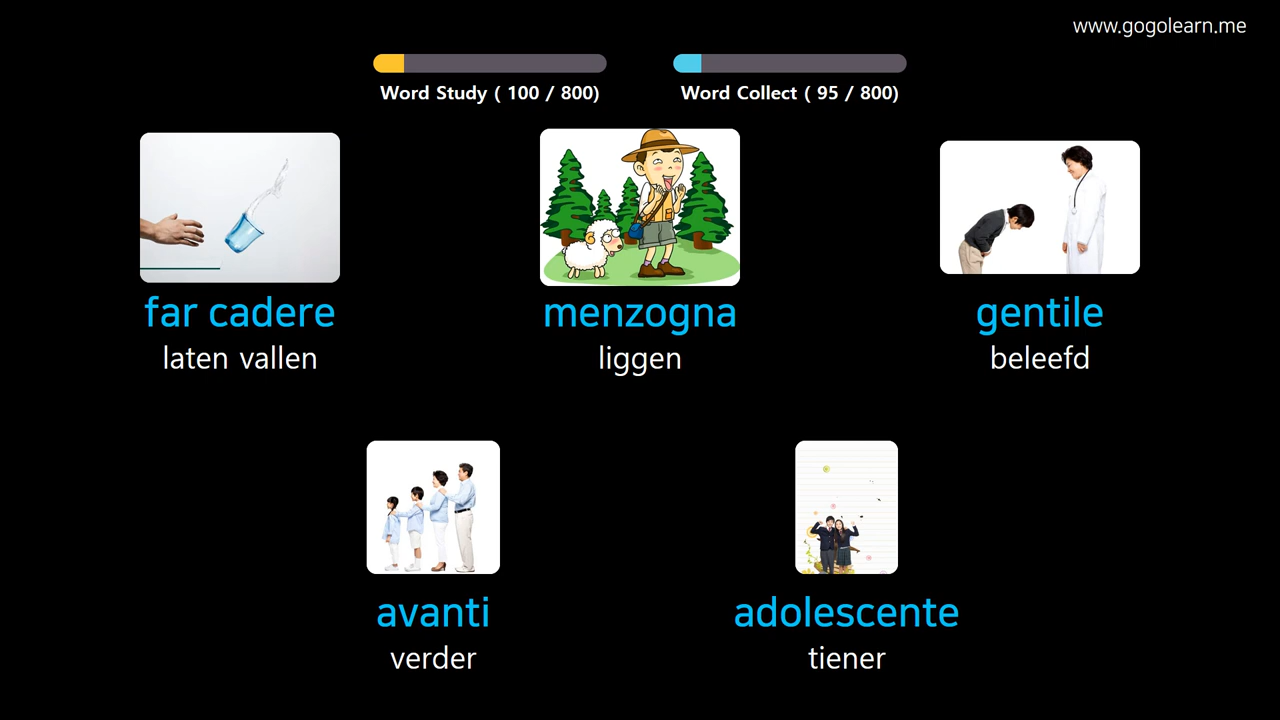 www.gogolearn.me
Word Study ( 100 / 800)
Word Collect ( 95 / 800)
far cadere
laten vallen
menzogna
liggen
gentile
beleefd
avanti
verder
adolescente
tiener